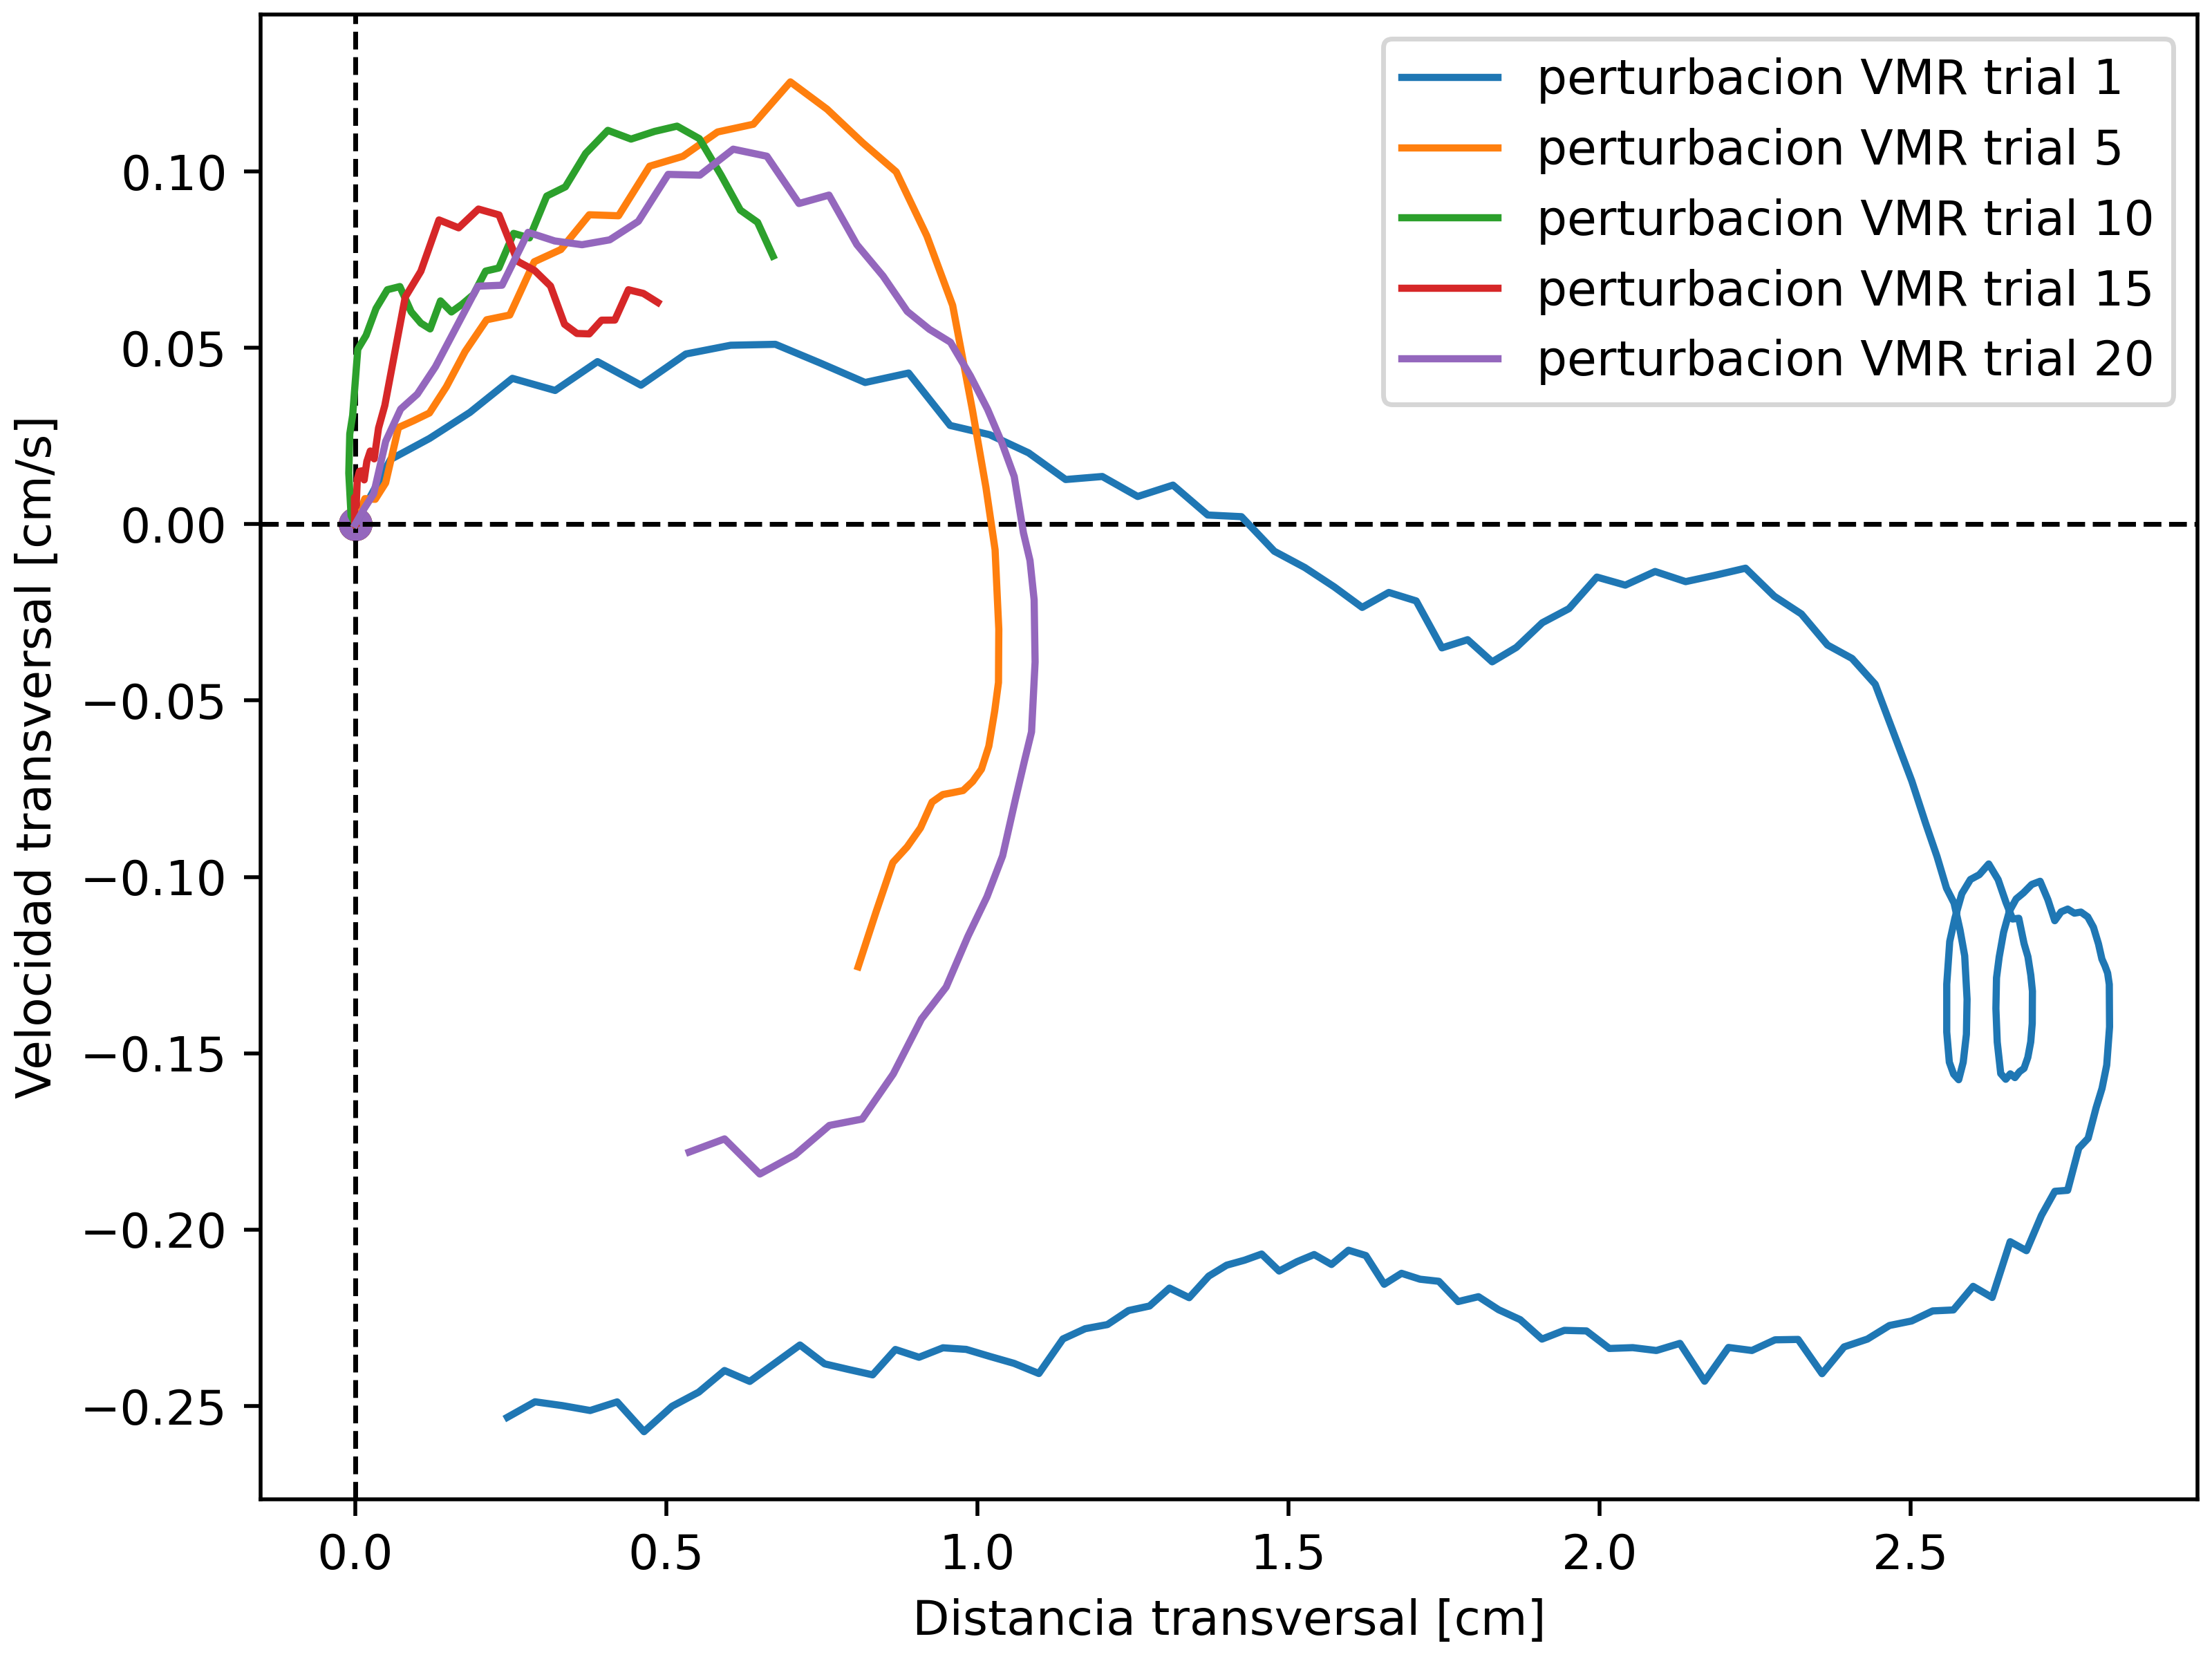 perturbacion VMR trial 1
perturbacion VMR trial 5
perturbacion VMR trial 10
perturbacion VMR trial 15
perturbacion VMR trial 20
0.10
0.05
0.00
−0.05
−0.10
−0.15
−0.20
−0.25
Velocidad transversal [cm/s]
0.0 0.5 1.0 1.5 2.0 2.5
Distancia transversal [cm]